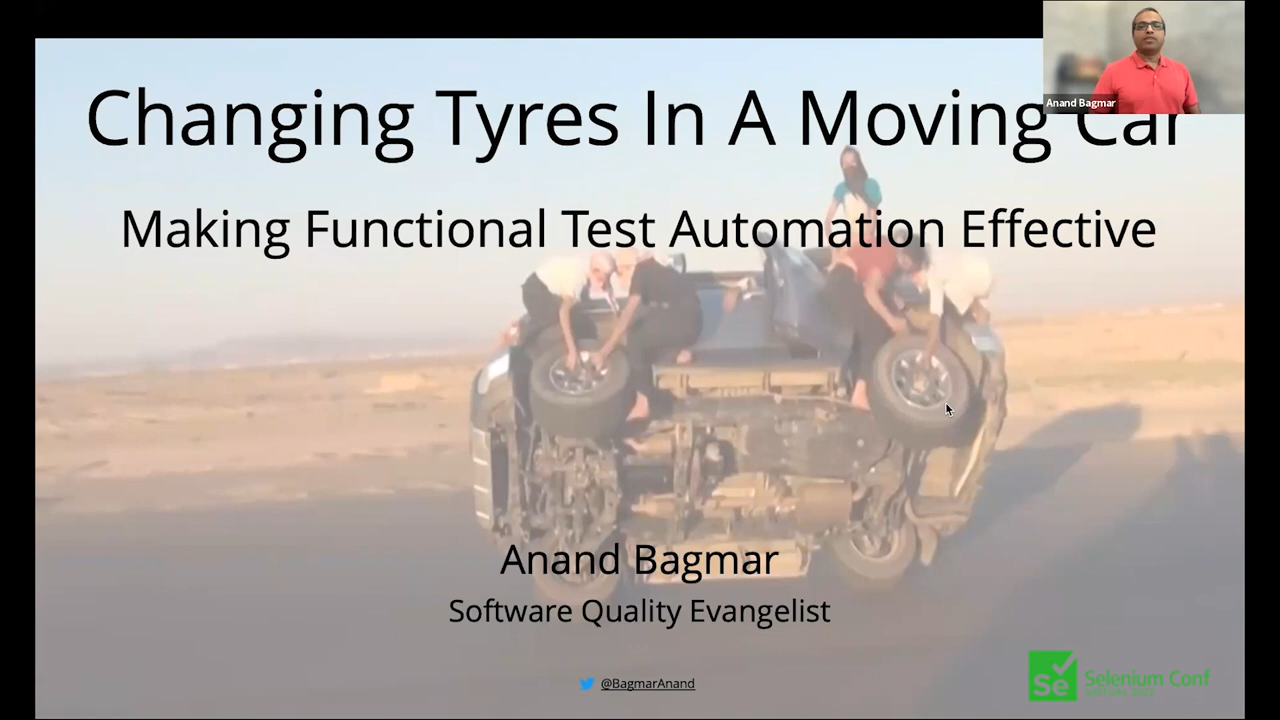 Changing Tyres In A Moving Car
Anand Bagmar
Making Functional Test Automation Effective
Anand Bagmar
Software Quality Evangelist
@BagmarAnand
Se
Selenium Conf